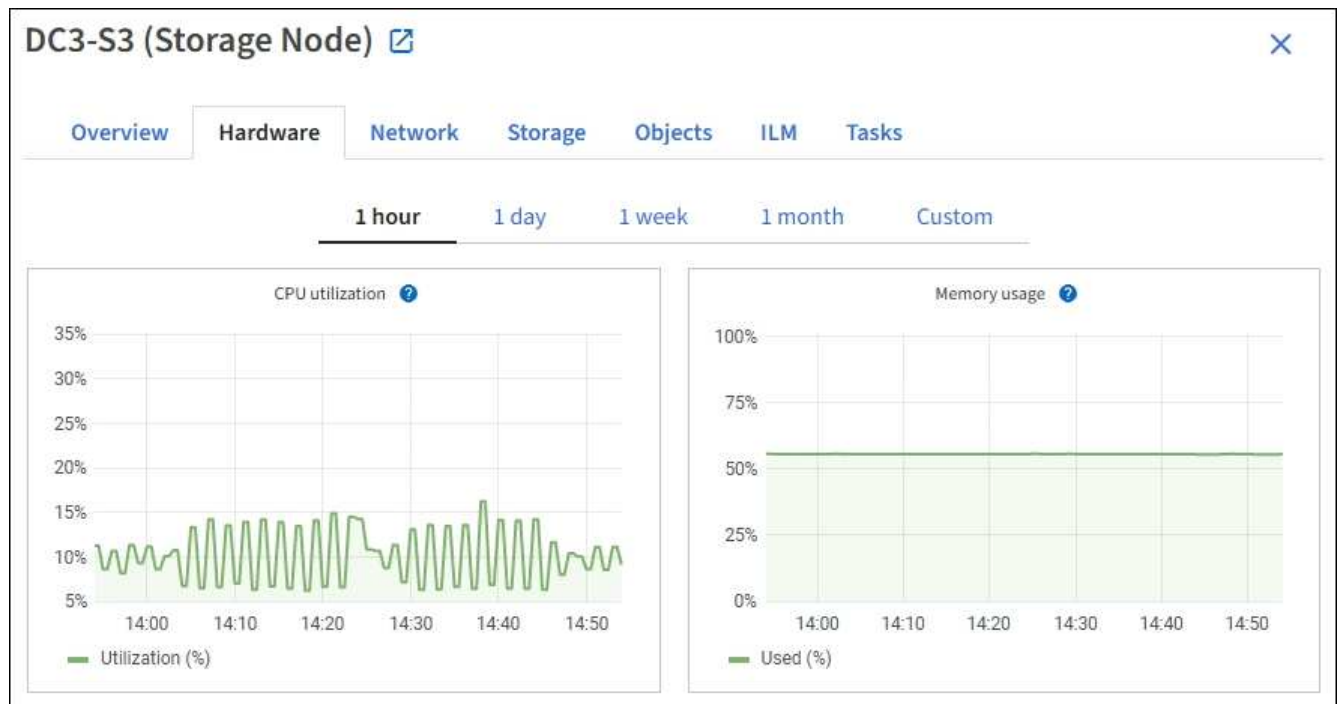 DC3-S3 (Storage Node)
Overview Hardware Network Storage Objects ILM Tasks
1 hour 1 day 1 week 1 month Custom
CPU utilization ?
35%
30%
25%
20%
15%
10%
5%
14:00 14:10 14:20 14:30 14:40 14:50
Utilization (%)
Memory usage ?
100%
75%
50%
25%
0%
14:00 14:10 14:20 14:30 14:40 14:50
Used (%)